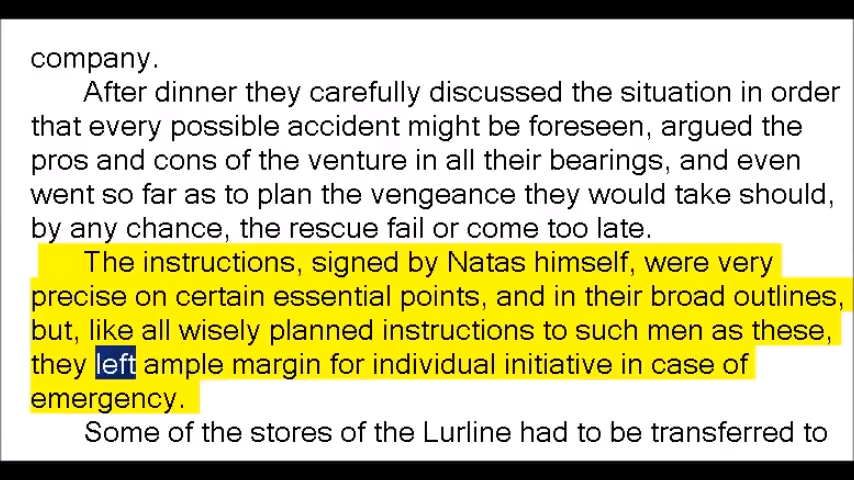 company.
After dinner they carefully discussed the situation in order
that every possible accident might be foreseen, argued the
pros and cons of the venture in all their bearings, and even
went so far as to plan the vengeance they would take should,
by any chance, the rescue fail or come too late.
The instructions, signed by Natas himself, were very
precise on certain essential points, and in their broad outlines,
but, like all wisely planned instructions to such men as these,
they left ample margin for individual initiative in case of
emergency.
Some of the stores of the Lurline had to be transferred to